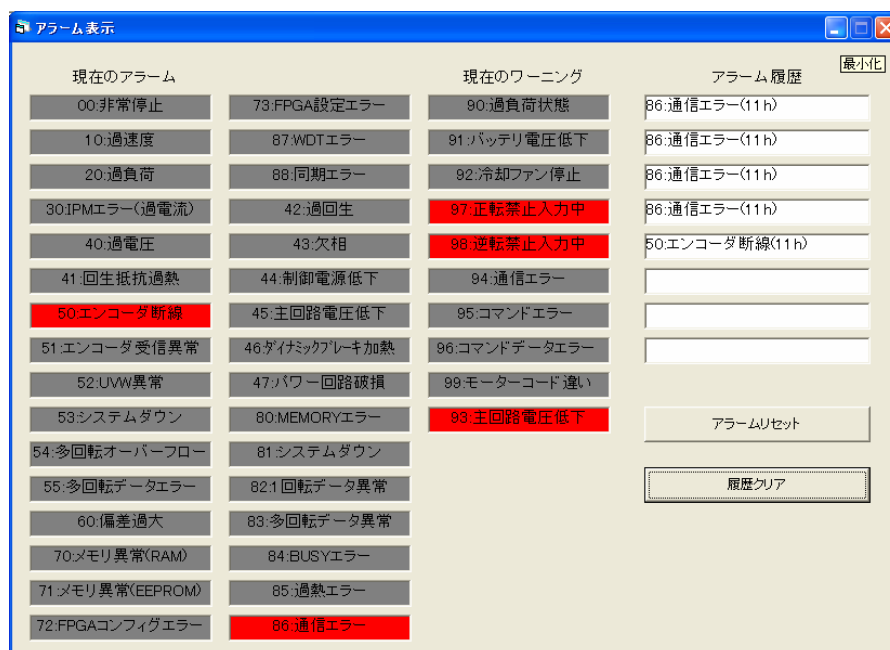 アラーム表示
最小化
現在のアラーム
00:非常停止
10:過速度
20:過負荷
30:IPMエラー(過電流)
40:過電圧
41:回生抵抗過熱
50:エンコーダ断線
51:エンコーダ受信異常
52:UVW異常
53:システムダウン
54:多回転オーバーフロー
55:多回転データエラー
60:偏差過大
70:メモリ異常(RAM)
71:メモリ異常(EEPROM)
72:FPGAコンフィグエラー
73:FPGA設定エラー
87:WDTエラー
88:同期エラー
42:過回生
43:欠相
44:制御電源低下
45:主回路電圧低下
46:ダイナミックブレーキ加熱
47:パワー回路破損
80:MEMORYエラー
81:システムダウン
82:1回転データ異常
83:多回転データ異常
84:BUSYエラー
85:過熱エラー
86:通信エラー
現在のワーニング
90:過負荷状態
91:バッテリ電圧低下
92:冷却ファン停止
97:正転禁止入力中
98:逆転禁止入力中
94:通信エラー
95:コマンドエラー
96:コマンドデータエラー
99:モーターコード違い
93:主回路電圧低下
アラーム履歴
86:通信エラー(11h)
86:通信エラー(11h)
86:通信エラー(11h)
86:通信エラー(11h)
50:エンコーダ断線(11h)
アラームリセット
履歴クリア